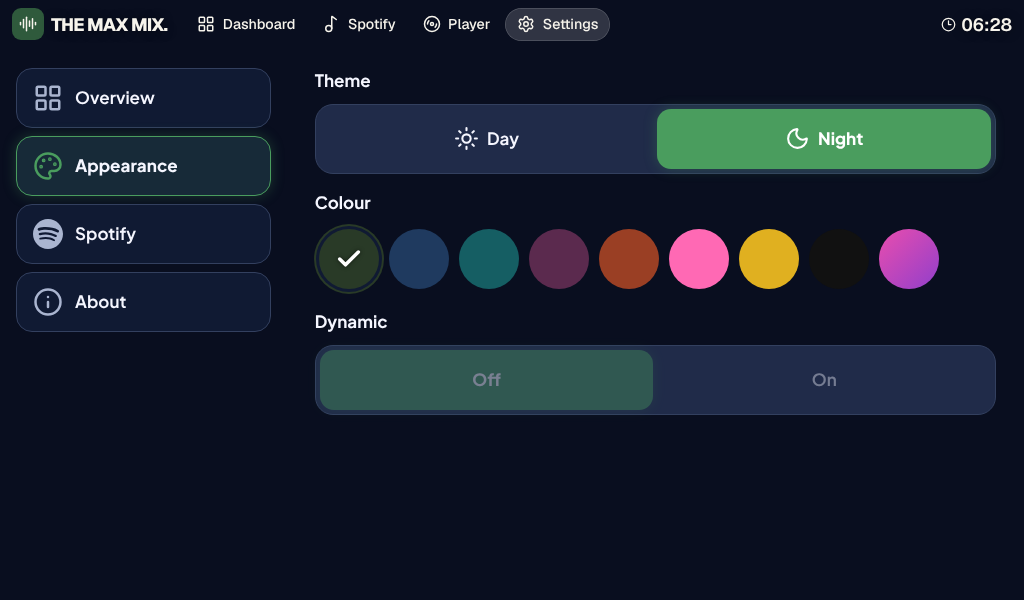 THE MAX MIX.
Dashboard
Spotify
Player
Settings
06:28
Overview
Appearance
Spotify
About
Theme
Day
Night
Colour
Dynamic
Off
On